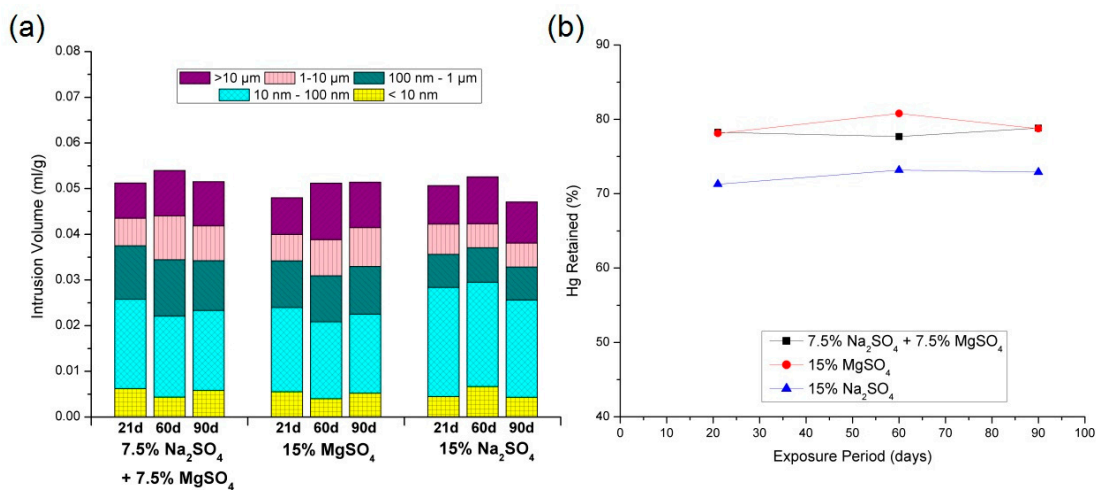 (a)
Intrusion Volume (ml/g)
0.08
0.07
0.06
0.05
0.04
0.03
0.02
0.01
0.00
>10 µm 1-10 µm 100 nm - 1 µm
10 nm - 100 nm < 10 nm
21d 60d 90d 21d 60d 90d 21d 60d 90d
7.5% Na₂SO₄ 15% MgSO₄ 15% Na₂SO₄
+ 7.5% MgSO₄
(b)
Hg Retained (%)
90
80
70
60
50
40
7.5% Na₂SO₄ + 7.5% MgSO₄
15% MgSO₄
15% Na₂SO₄
0 10 20 30 40 50 60 70 80 90 100
Exposure Period (days)